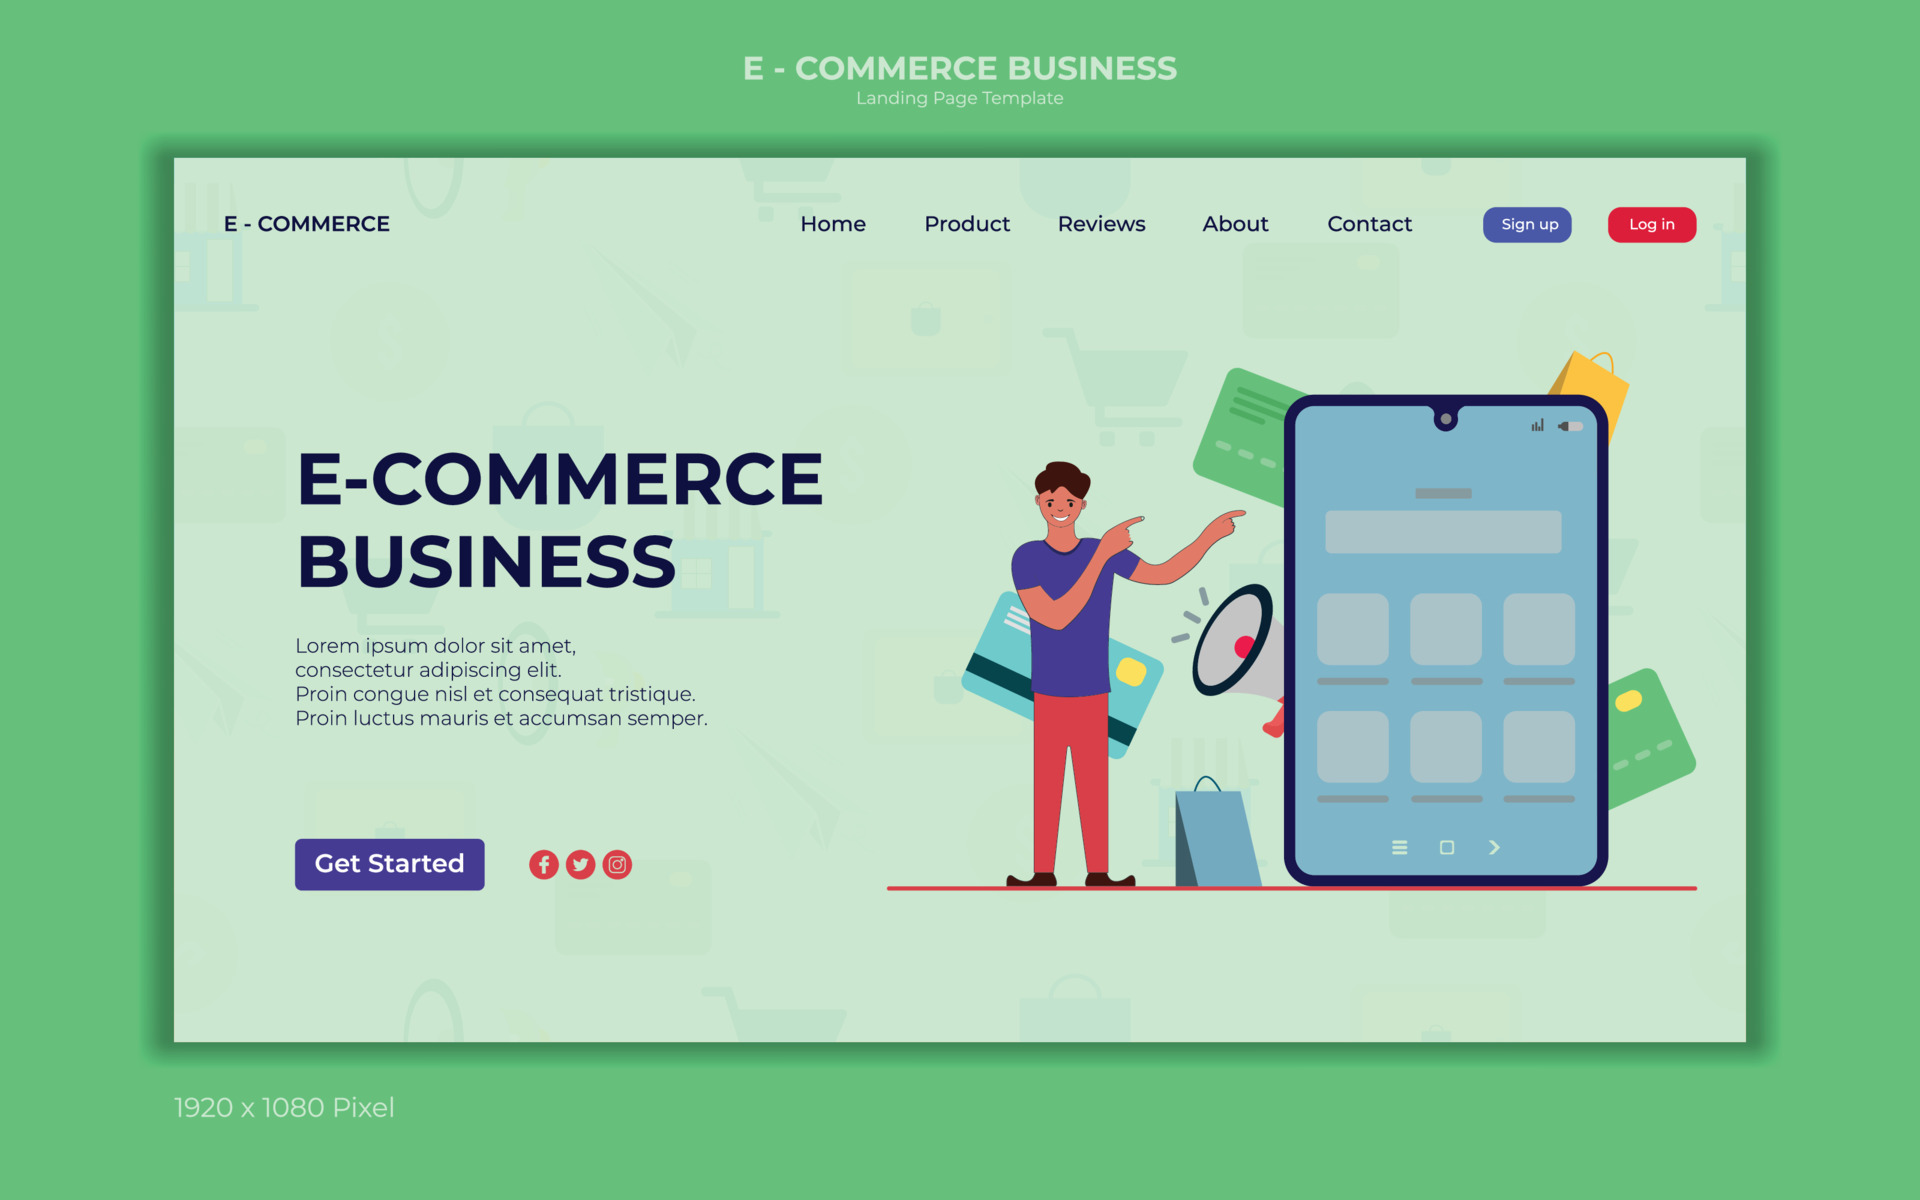 E - COMMERCE BUSINESS
Landing Page Template
E - COMMERCE
Home Product Reviews About Contact Sign up Log in
E-COMMERCE
BUSINESS
Lorem ipsum dolor sit amet,
consectetur adipiscing elit.
Proin congue nisl et consequat tristique.
Proin luctus mauris et accumsan semper.
Get Started
1920 x 1080 Pixel